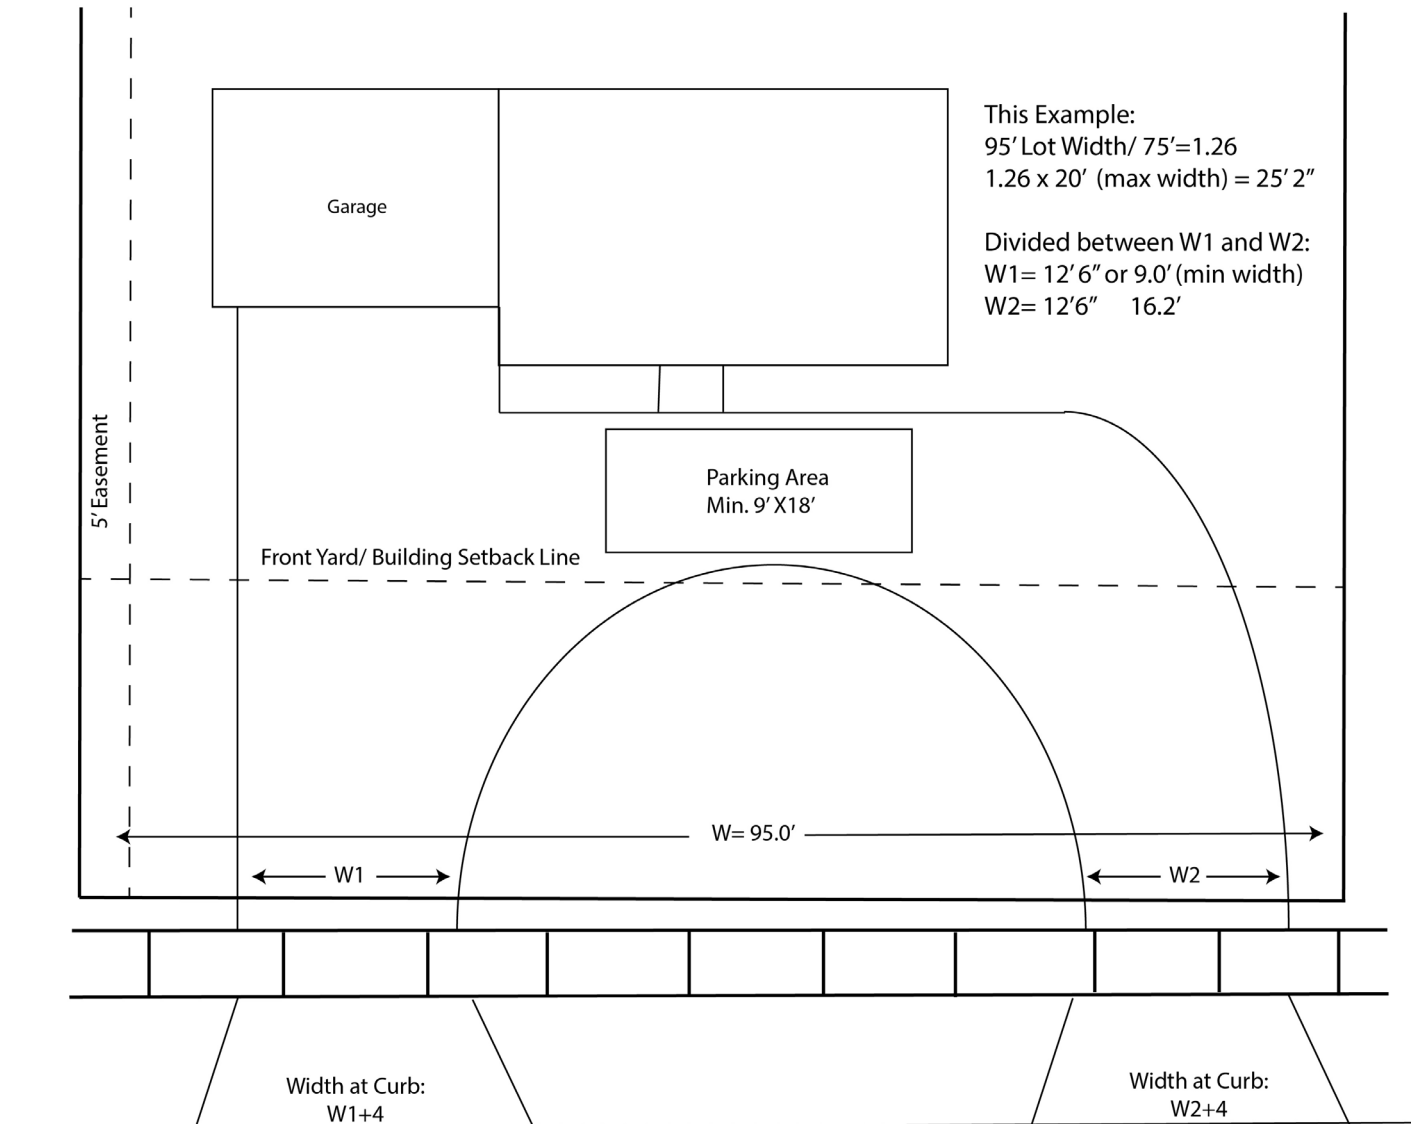 This Example:
95’ Lot Width/ 75’=1.26
1.26 x 20’ (max width) = 25’ 2”
Garage
Divided between W1 and W2:
W1= 12’ 6” or 9.0’ (min width)
W2= 12’6” 16.2’
5’ Easement
Parking Area
Min. 9’ X18’
Front Yard/ Building Setback Line
W= 95.0’
W1
W2
Width at Curb:
W1+4
Width at Curb:
W2+4